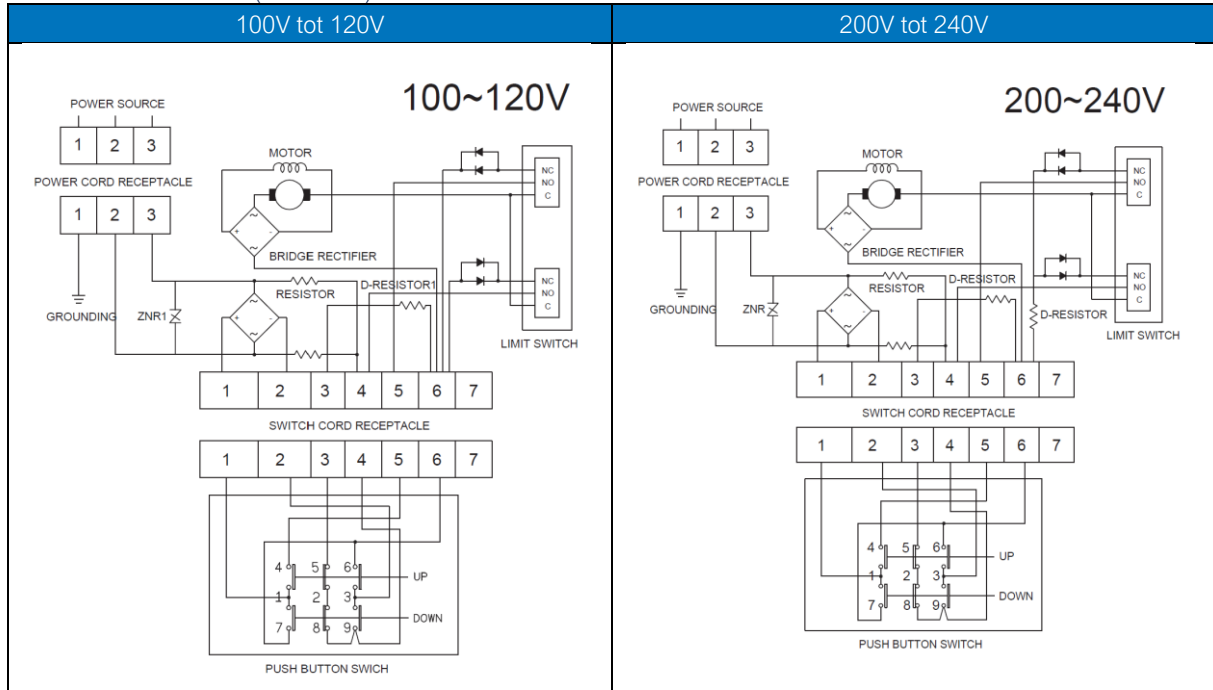 100V tot 120V
200V tot 240V
100~120V
POWER SOURCE
1 2 3
MOTOR
NC
NO
C
POWER CORD RECEPTACLE
1 2 3
+ ~ ~ -
BRIDGE RECTIFIER
NC
NO
C
RESISTOR
D-RESISTOR1
GROUNDING
ZNR1
+ ~ ~ -
LIMIT SWITCH
1 2 3 4 5 6 7
SWITCH CORD RECEPTACLE
1 2 3 4 5 6 7
4 5 6
UP
1 2 3
DOWN
7 8 9
PUSH BUTTON SWICH
200~240V
POWER SOURCE
1 2 3
MOTOR
NC
NO
C
POWER CORD RECEPTACLE
1 2 3
+ ~ ~ -
BRIDGE RECTIFIER
NC
NO
C
RESISTOR
D-RESISTOR
GROUNDING
ZNR
+ ~ ~ -
D-RESISTOR
LIMIT SWITCH
1 2 3 4 5 6 7
SWITCH CORD RECEPTACLE
1 2 3 4 5 6 7
4 5 6
UP
1 2 3
DOWN
7 8 9
PUSH BUTTON SWITCH